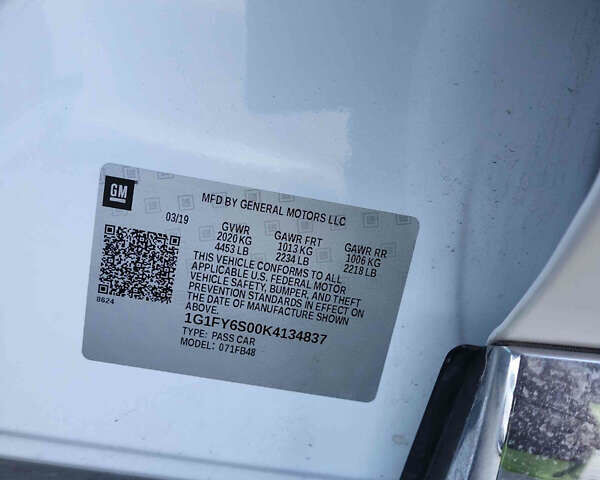 GM
MFD BY GENERAL MOTORS LLC
03/19
GVWR GAWR FRT GAWR RR
2020 KG 1013 KG 1006 KG
4453 LB 2234 LB 2218 LB
THIS VEHICLE CONFORMS TO ALL
APPLICABLE U.S. FEDERAL MOTOR
VEHICLE SAFETY, BUMPER, AND THEFT
PREVENTION STANDARDS IN EFFECT ON
THE DATE OF MANUFACTURE SHOWN
ABOVE.
8624
1G1FY6S00K4134837
TYPE: PASS CAR
MODEL: 071FB48